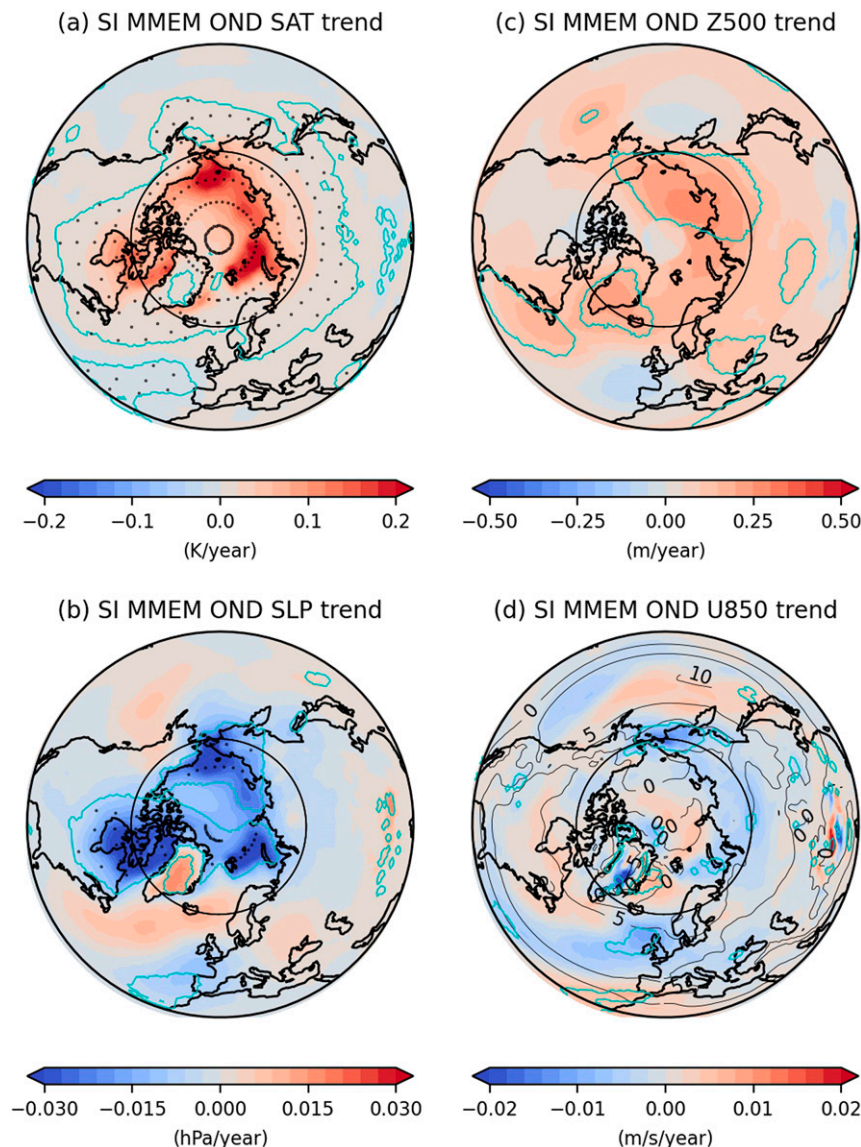 (a) SI MMEM OND SAT trend
(c) SI MMEM OND Z500 trend
−0.2 −0.1 0.0 0.1 0.2
(K/year)
−0.50 −0.25 0.00 0.25 0.50
(m/year)
(b) SI MMEM OND SLP trend
(d) SI MMEM OND U850 trend
10
0
5
0
5
0
−0.030 −0.015 0.000 0.015 0.030
(hPa/year)
−0.02 −0.01 0.00 0.01 0.02
(m/s/year)